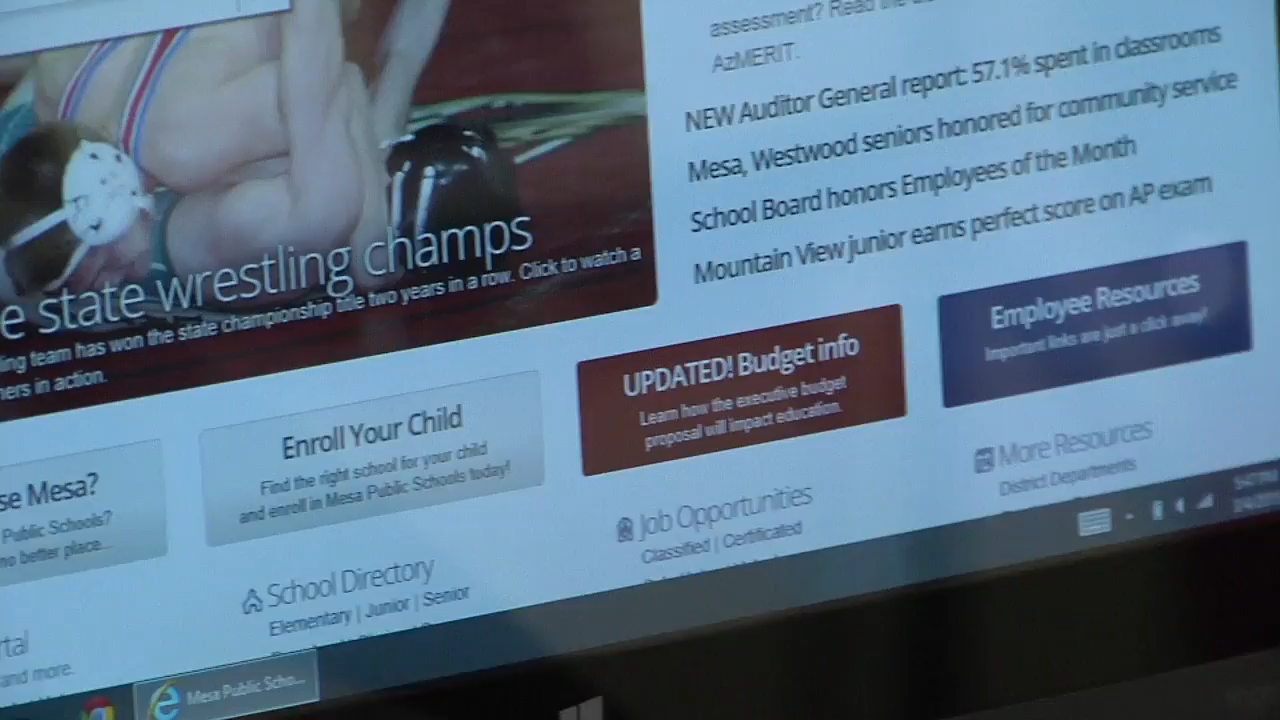 assessment? Read the
AzMERIT.
NEW Auditor General report: 57.1% spent in classrooms
Mesa, Westwood seniors honored for community service
School Board honors Employees of the Month
Mountain View junior earns perfect score on AP exam
e state wrestling champs
ling team has won the state championship title two years in a row. Click to watch a
ners in action.
se Mesa?
Public Schools?
no better place...
Enroll Your Child
Find the right school for your child
and enroll in Mesa Public Schools today!
UPDATED! Budget info
Learn how the executive budget
proposal will impact education.
Employee Resources
Important links are just a click away!
rtal
and more.
School Directory
Elementary | Junior | Senior
Job Opportunities
Classified | Certificated
More Resources
District Departments
Mesa Public Scho...